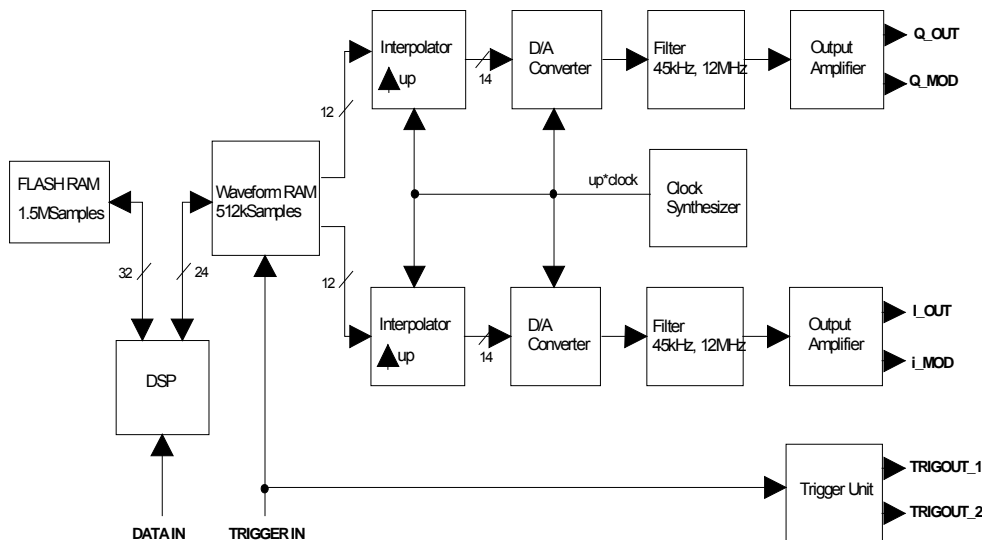 Interpolator
up
14
D/A
Converter
Filter
45kHz, 12MHz
Output
Amplifier
Q_OUT
Q_MOD
12
FLASH RAM
1.5MSamples
Waveform RAM
512kSamples
up*clock
Clock
Synthesizer
32
24
12
Interpolator
up
14
D/A
Converter
Filter
45kHz, 12MHz
Output
Amplifier
I_OUT
i_MOD
DSP
Trigger Unit
TRIGOUT_1
TRIGOUT_2
DATA IN
TRIGGER IN